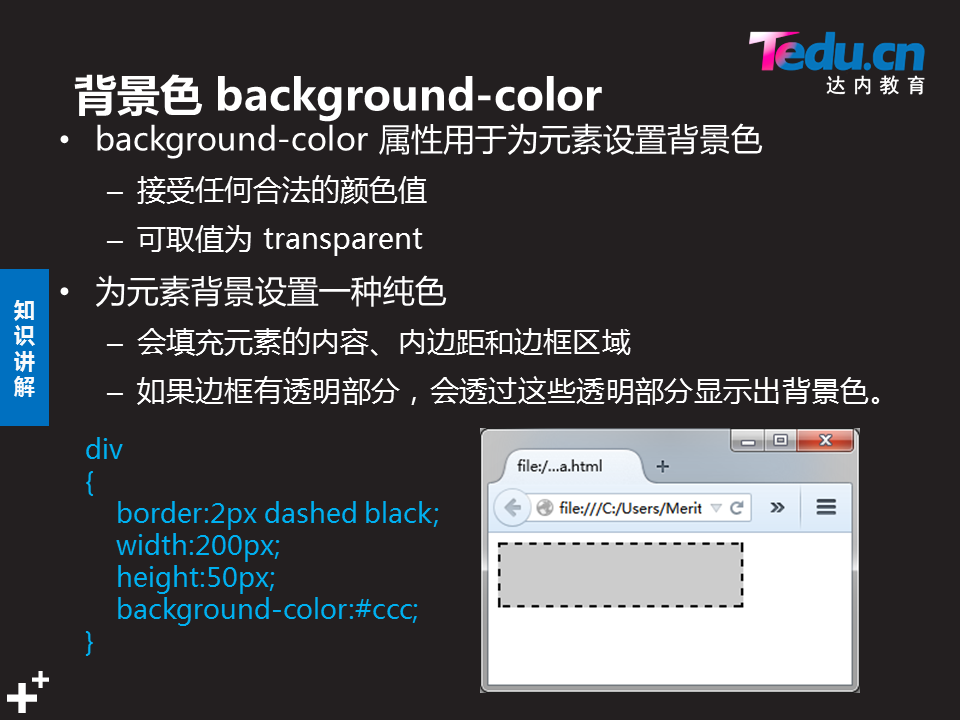 Tedu.cn
达内教育
背景色 background-color
• background-color 属性用于为元素设置背景色
– 接受任何合法的颜色值
– 可取值为 transparent
• 为元素背景设置一种纯色
– 会填充元素的内容、内边距和边框区域
– 如果边框有透明部分，会透过这些透明部分显示出背景色。
知识讲解
div
{
border:2px dashed black;
width:200px;
height:50px;
background-color:#ccc;
}
file:/...a.html
file:///C:/Users/Merit